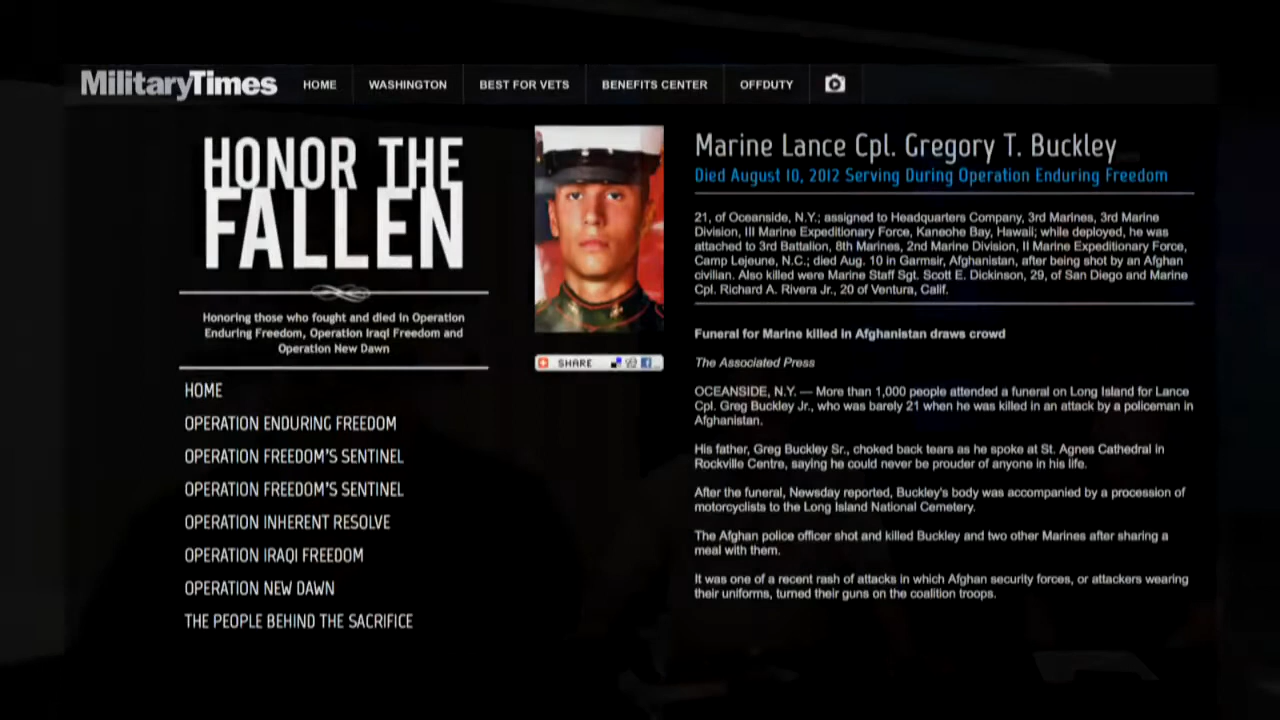 MilitaryTimes
HOME
WASHINGTON
BEST FOR VETS
BENEFITS CENTER
OFFDUTY
HONOR THE
FALLEN
Honoring those who fought and died in Operation
Enduring Freedom, Operation Iraqi Freedom and
Operation New Dawn
HOME
OPERATION ENDURING FREEDOM
OPERATION FREEDOM'S SENTINEL
OPERATION FREEDOM'S SENTINEL
OPERATION INHERENT RESOLVE
OPERATION IRAQI FREEDOM
OPERATION NEW DAWN
THE PEOPLE BEHIND THE SACRIFICE
SHARE
Marine Lance Cpl. Gregory T. Buckley
Died August 10, 2012 Serving During Operation Enduring Freedom
21, of Oceanside, N.Y.; assigned to Headquarters Company, 3rd Marines, 3rd Marine
Division, III Marine Expeditionary Force, Kaneohe Bay, Hawaii; while deployed, he was
attached to 3rd Battalion, 8th Marines, 2nd Marine Division, II Marine Expeditionary Force,
Camp Lejeune, N.C.; died Aug. 10 in Garmsir, Afghanistan, after being shot by an Afghan
civilian. Also killed were Marine Staff Sgt. Scott E. Dickinson, 29, of San Diego and Marine
Cpl. Richard A. Rivera Jr., 20 of Ventura, Calif.
Funeral for Marine killed in Afghanistan draws crowd
The Associated Press
OCEANSIDE, N.Y. — More than 1,000 people attended a funeral on Long Island for Lance
Cpl. Greg Buckley Jr., who was barely 21 when he was killed in an attack by a policeman in
Afghanistan.
His father, Greg Buckley Sr., choked back tears as he spoke at St. Agnes Cathedral in
Rockville Centre, saying he could never be prouder of anyone in his life.
After the funeral, Newsday reported, Buckley's body was accompanied by a procession of
motorcyclists to the Long Island National Cemetery.
The Afghan police officer shot and killed Buckley and two other Marines after sharing a
meal with them.
It was one of a recent rash of attacks in which Afghan security forces, or attackers wearing
their uniforms, turned their guns on the coalition troops.